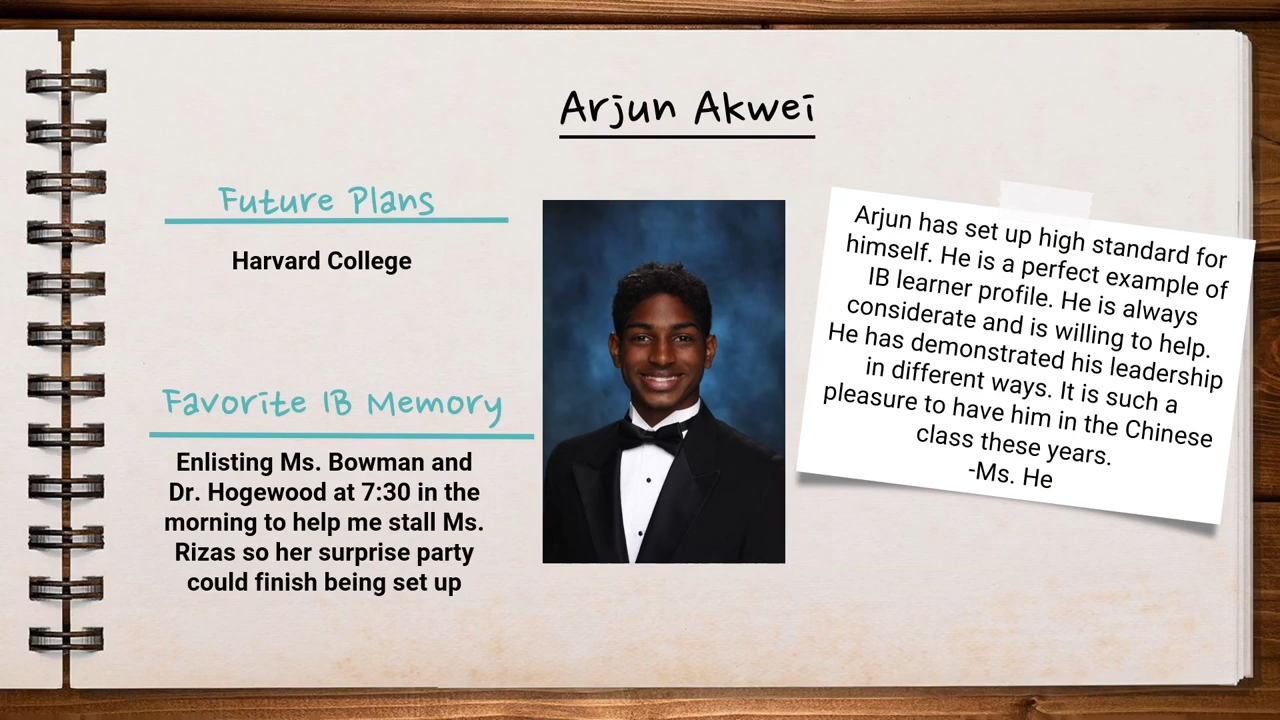 Arjun Akwei
Future Plans
Harvard College
Favorite IB Memory
Enlisting Ms. Bowman and
Dr. Hogewood at 7:30 in the
morning to help me stall Ms.
Rizas so her surprise party
could finish being set up
Arjun has set up high standard for
himself. He is a perfect example of
IB learner profile. He is always
considerate and is willing to help.
He has demonstrated his leadership
in different ways. It is such a
pleasure to have him in the Chinese
class these years.
-Ms. He